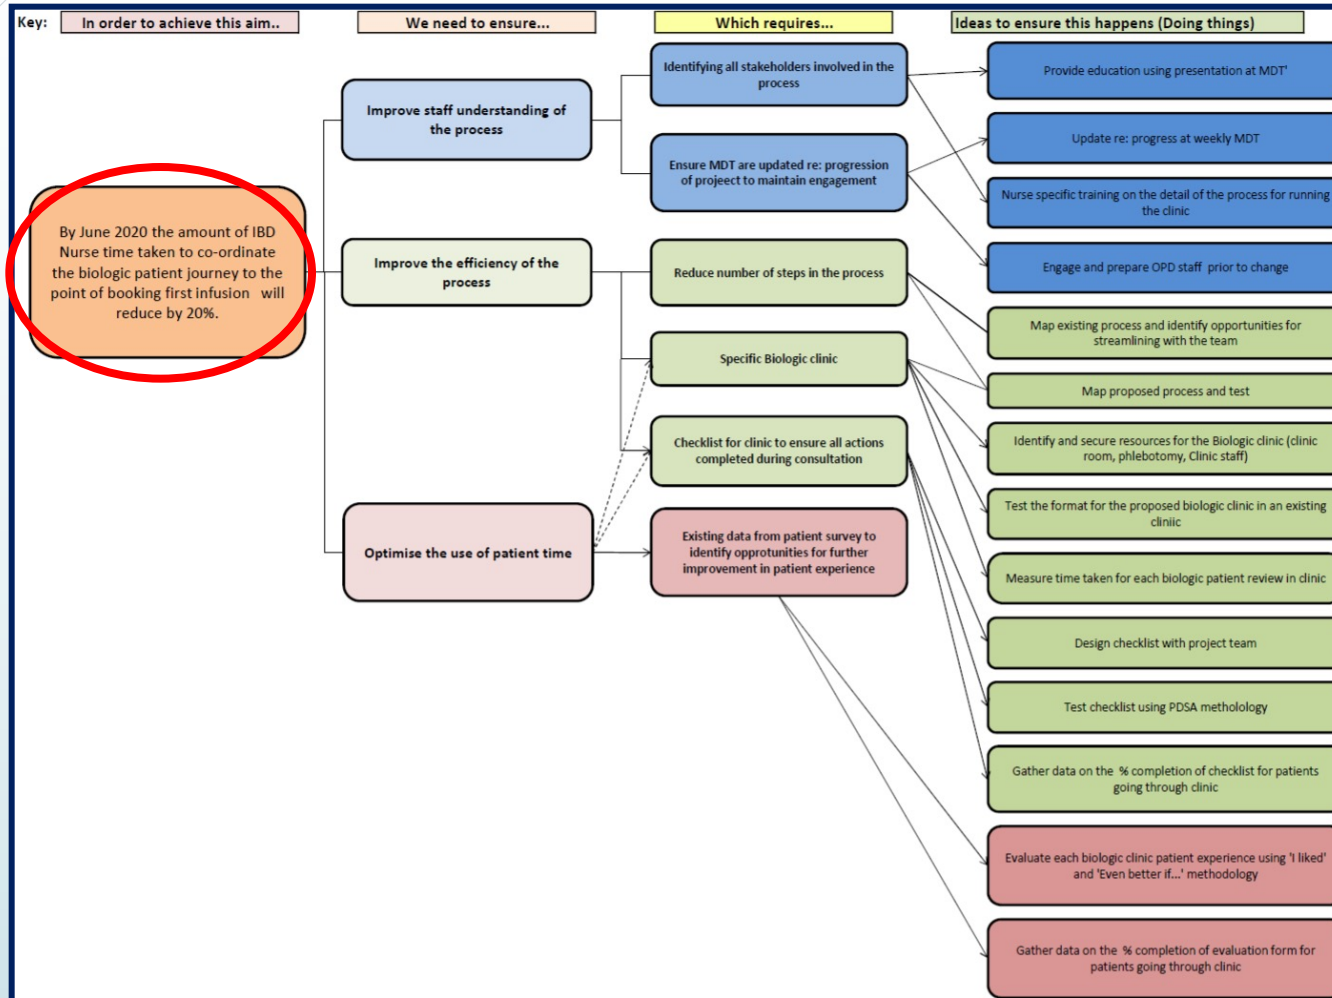 Key:
In order to achieve this aim..
We need to ensure...
Which requires...
Ideas to ensure this happens (Doing things)
By June 2020 the amount of IBD
Nurse time taken to co-ordinate
the biologic patient journey to the
point of booking first infusion will
reduce by 20%.
Improve staff understanding of
the process
Improve the efficiency of the
process
Optimise the use of patient time
Identifying all stakeholders involved in the
process
Ensure MDT are updated re: progression
of projeect to maintain engagement
Reduce number of steps in the process
Specific Biologic clinic
Checklist for clinic to ensure all actions
completed during consultation
Existing data from patient survey to
identify opprotunities for further
improvement in patient experience
Provide education using presentation at MDT'
Update re: progress at weekly MDT
Nurse specific training on the detail of the process for running
the clinic
Engage and prepare OPD staff prior to change
Map existing process and identify opportunities for
streamlining with the team
Map proposed process and test
Identify and secure resources for the Biologic clinic (clinic
room, phlebotomy, Clinic staff)
Test the format for the proposed biologic clinic in an existing
cliniic
Measure time taken for each biologic patient review in clinic
Design checklist with project team
Test checklist using PDSA metholology
Gather data on the % completion of checklist for patients
going through clinic
Evaluate each biologic clinic patient experience using 'I liked'
and 'Even better if...' methodology
Gather data on the % completion of evaluation form for
patients going through clinic